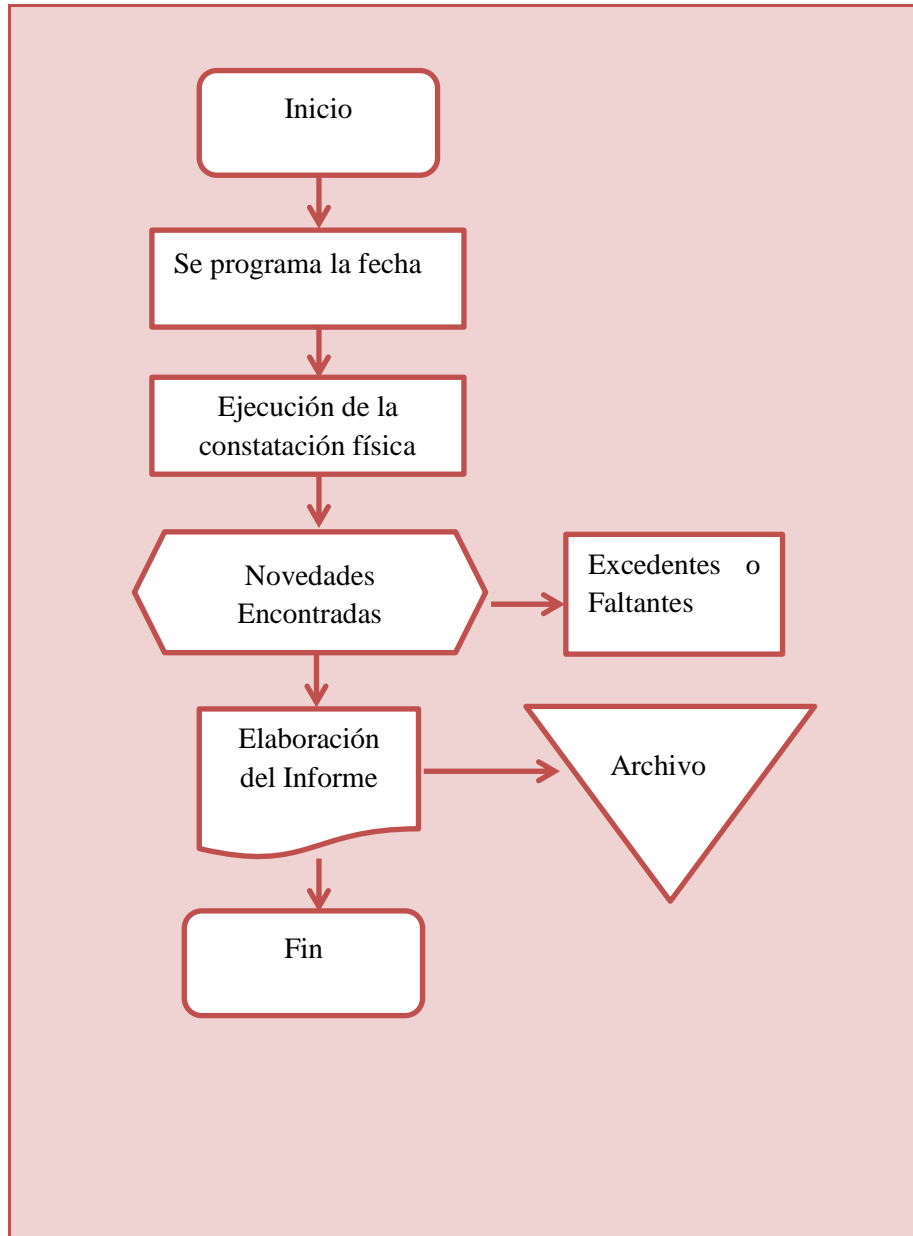 Inicio
Se programa la fecha
Ejecución de la
constatación física
Novedades
Encontradas
Excedentes o
Faltantes
Elaboración
del Informe
Archivo
Fin